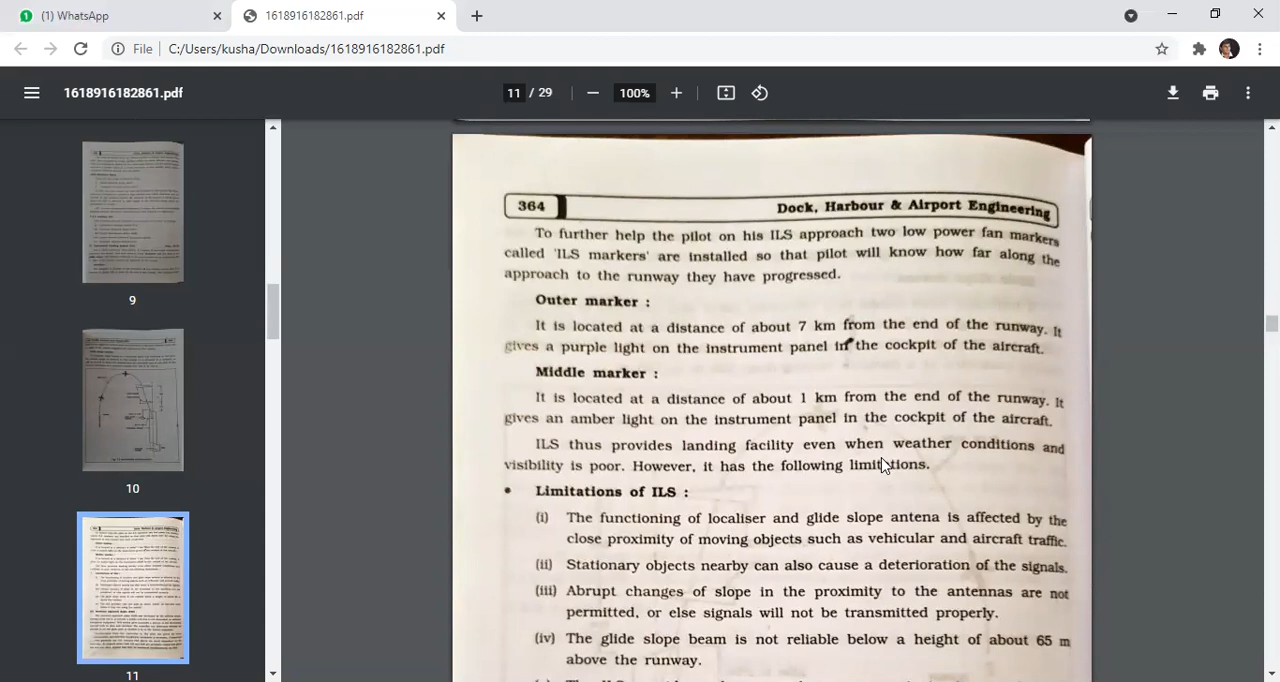 1
(1) WhatsApp
1618916182861.pdf
File
C:/Users/kusha/Downloads/1618916182861.pdf
1618916182861.pdf
11 / 29
100%
9
10
11
364
Dock, Harbour & Airport Engineering
To further help the pilot on his ILS approach two low power fan markers
called 'ILS markers' are installed so that pilot will know how far along the
approach to the runway they have progressed.
Outer marker :
It is located at a distance of about 7 km from the end of the runway. It
gives a purple light on the instrument panel in the cockpit of the aircraft.
Middle marker :
It is located at a distance of about 1 km from the end of the runway. It
gives an amber light on the instrument panel in the cockpit of the aircraft.
ILS thus provides landing facility even when weather conditions and
visibility is poor. However, it has the following limitations.
• Limitations of ILS :
(i) The functioning of localiser and glide slope antena is affected by the
close proximity of moving objects such as vehicular and aircraft traffic.
(ii) Stationary objects nearby can also cause a deterioration of the signals.
(iii) Abrupt changes of slope in the proximity to the antennas are not
permitted, or else signals will not be transmitted properly.
(iv) The glide slope beam is not reliable below a height of about 65 m
above the runway.